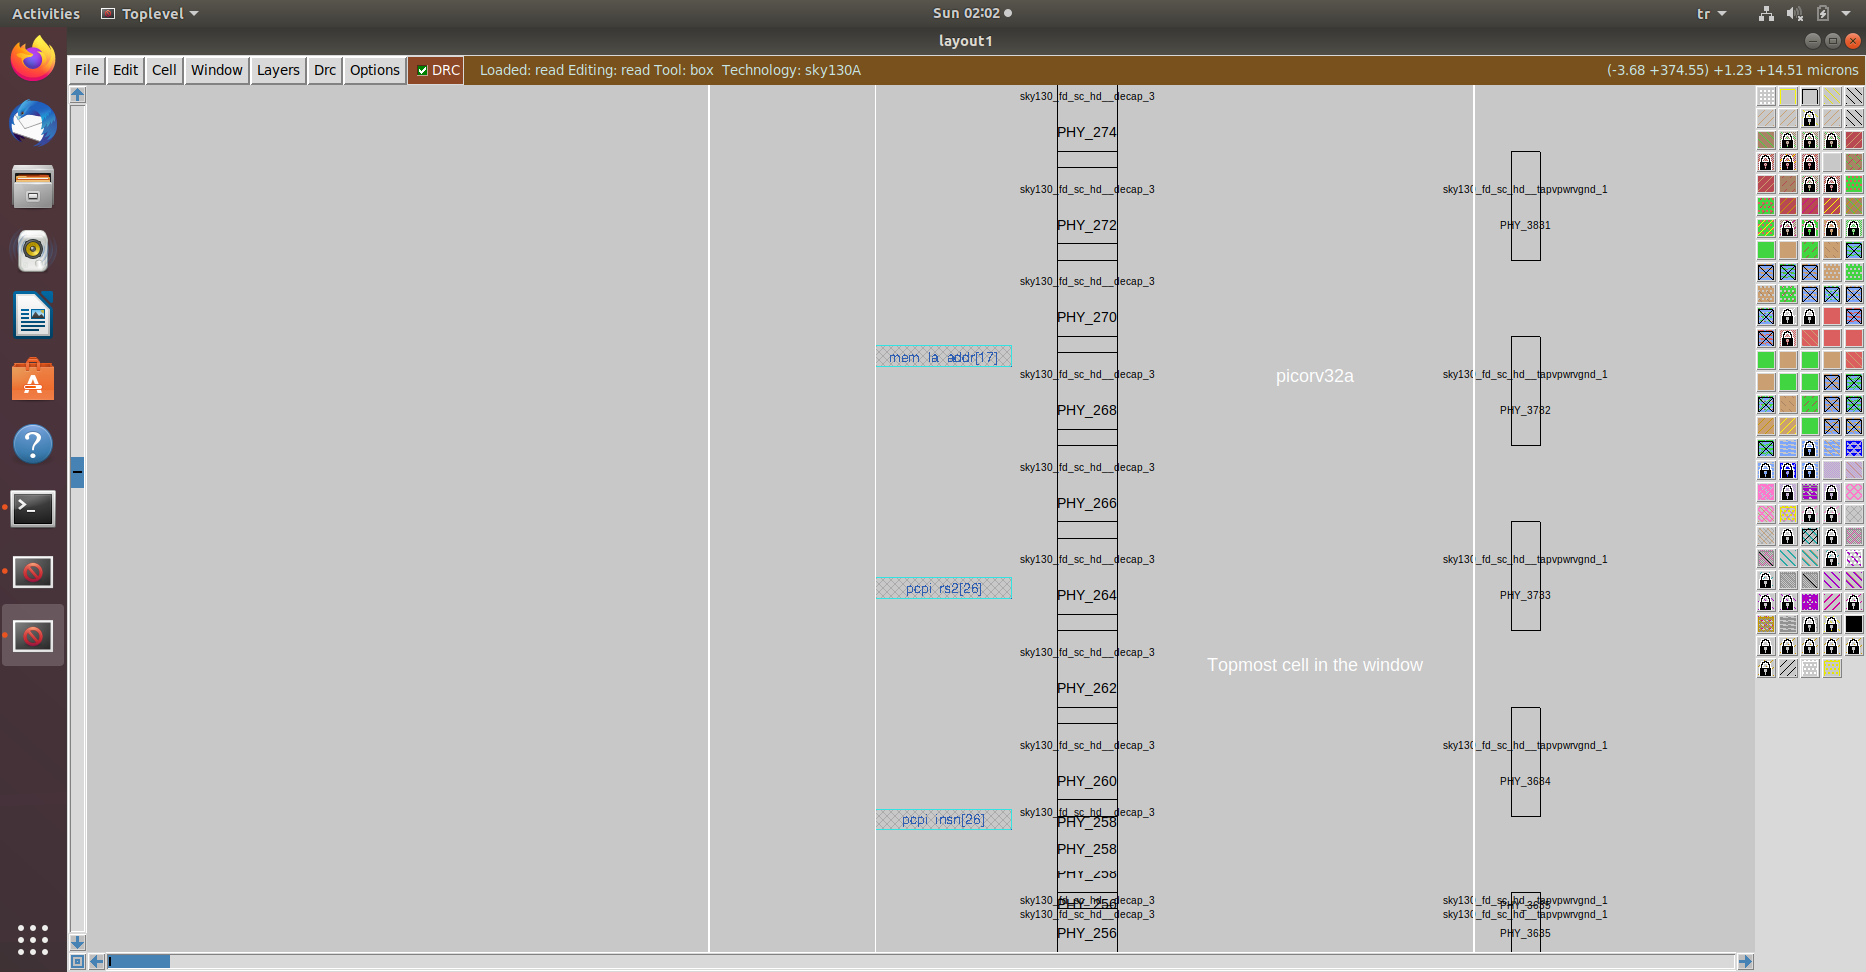 Activities Toplevel Sun 02:02 tr
layout1
File Edit Cell Window Layers Drc Options DRC Loaded: read Editing: read Tool: box Technology: sky130A (-3.68 +374.55) +1.23 +14.51 microns
sky130_fd_sc_hd__decap_3
PHY_274
sky130_fd_sc_hd__decap_3 sky130_fd_sc_hd__tapvpwrvgnd_1
PHY_272 PHY_3831
sky130_fd_sc_hd__decap_3
PHY_270
mem_la_addr[17]
sky130_fd_sc_hd__decap_3 picorv32a sky130_fd_sc_hd__tapvpwrvgnd_1
PHY_268 PHY_3782
sky130_fd_sc_hd__decap_3
PHY_266
sky130_fd_sc_hd__decap_3 sky130_fd_sc_hd__tapvpwrvgnd_1
pcpi_rs2[26]
PHY_264 PHY_3733
sky130_fd_sc_hd__decap_3 Topmost cell in the window
PHY_262
sky130_fd_sc_hd__decap_3 sky130_fd_sc_hd__tapvpwrvgnd_1
PHY_260 PHY_3684
sky130_fd_sc_hd__decap_3
pcpi_insn[26] PHY_258
PHY_258
PHY_258
sky130_fd_sc_hd__decap_3 sky130_fd_sc_hd__tapvpwrvgnd_1
PHY_256 PHY_3635
sky130_fd_sc_hd__decap_3 sky130_fd_sc_hd__tapvpwrvgnd_1
PHY_256 PHY_3635